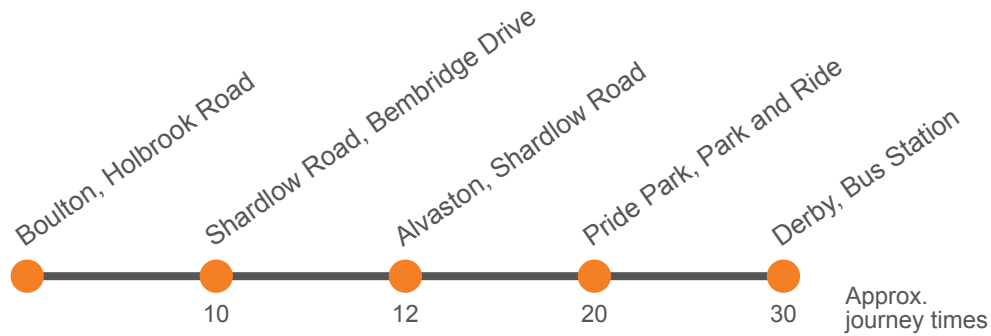 Boulton, Holbrook Road
Shardlow Road, Bembridge Drive
Alvaston, Shardlow Road
Pride Park, Park and Ride
Derby, Bus Station
10
12
20
30
Approx.
journey times